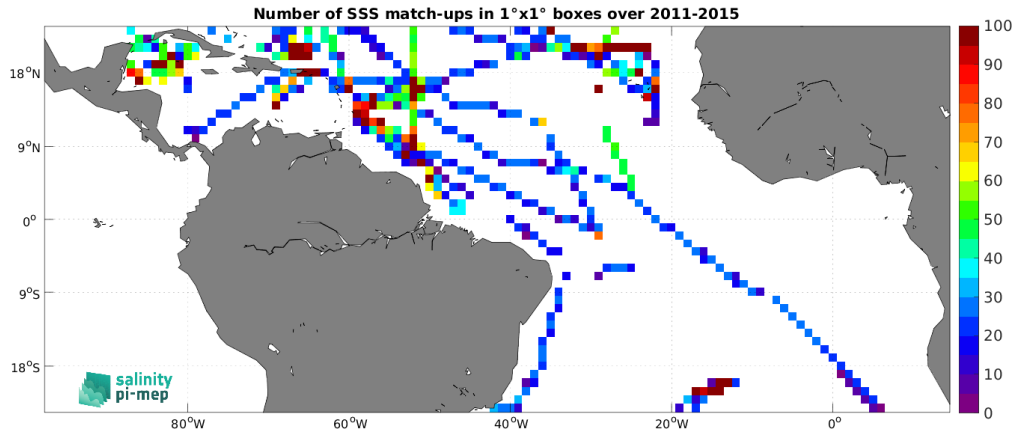 Number of SSS match-ups in 1°x1° boxes over 2011-2015
100
90
80
70
60
50
40
30
20
10
0
18°N
9°N
0°
9°S
18°S
80°W
60°W
40°W
20°W
0°
salinity
pi-mep